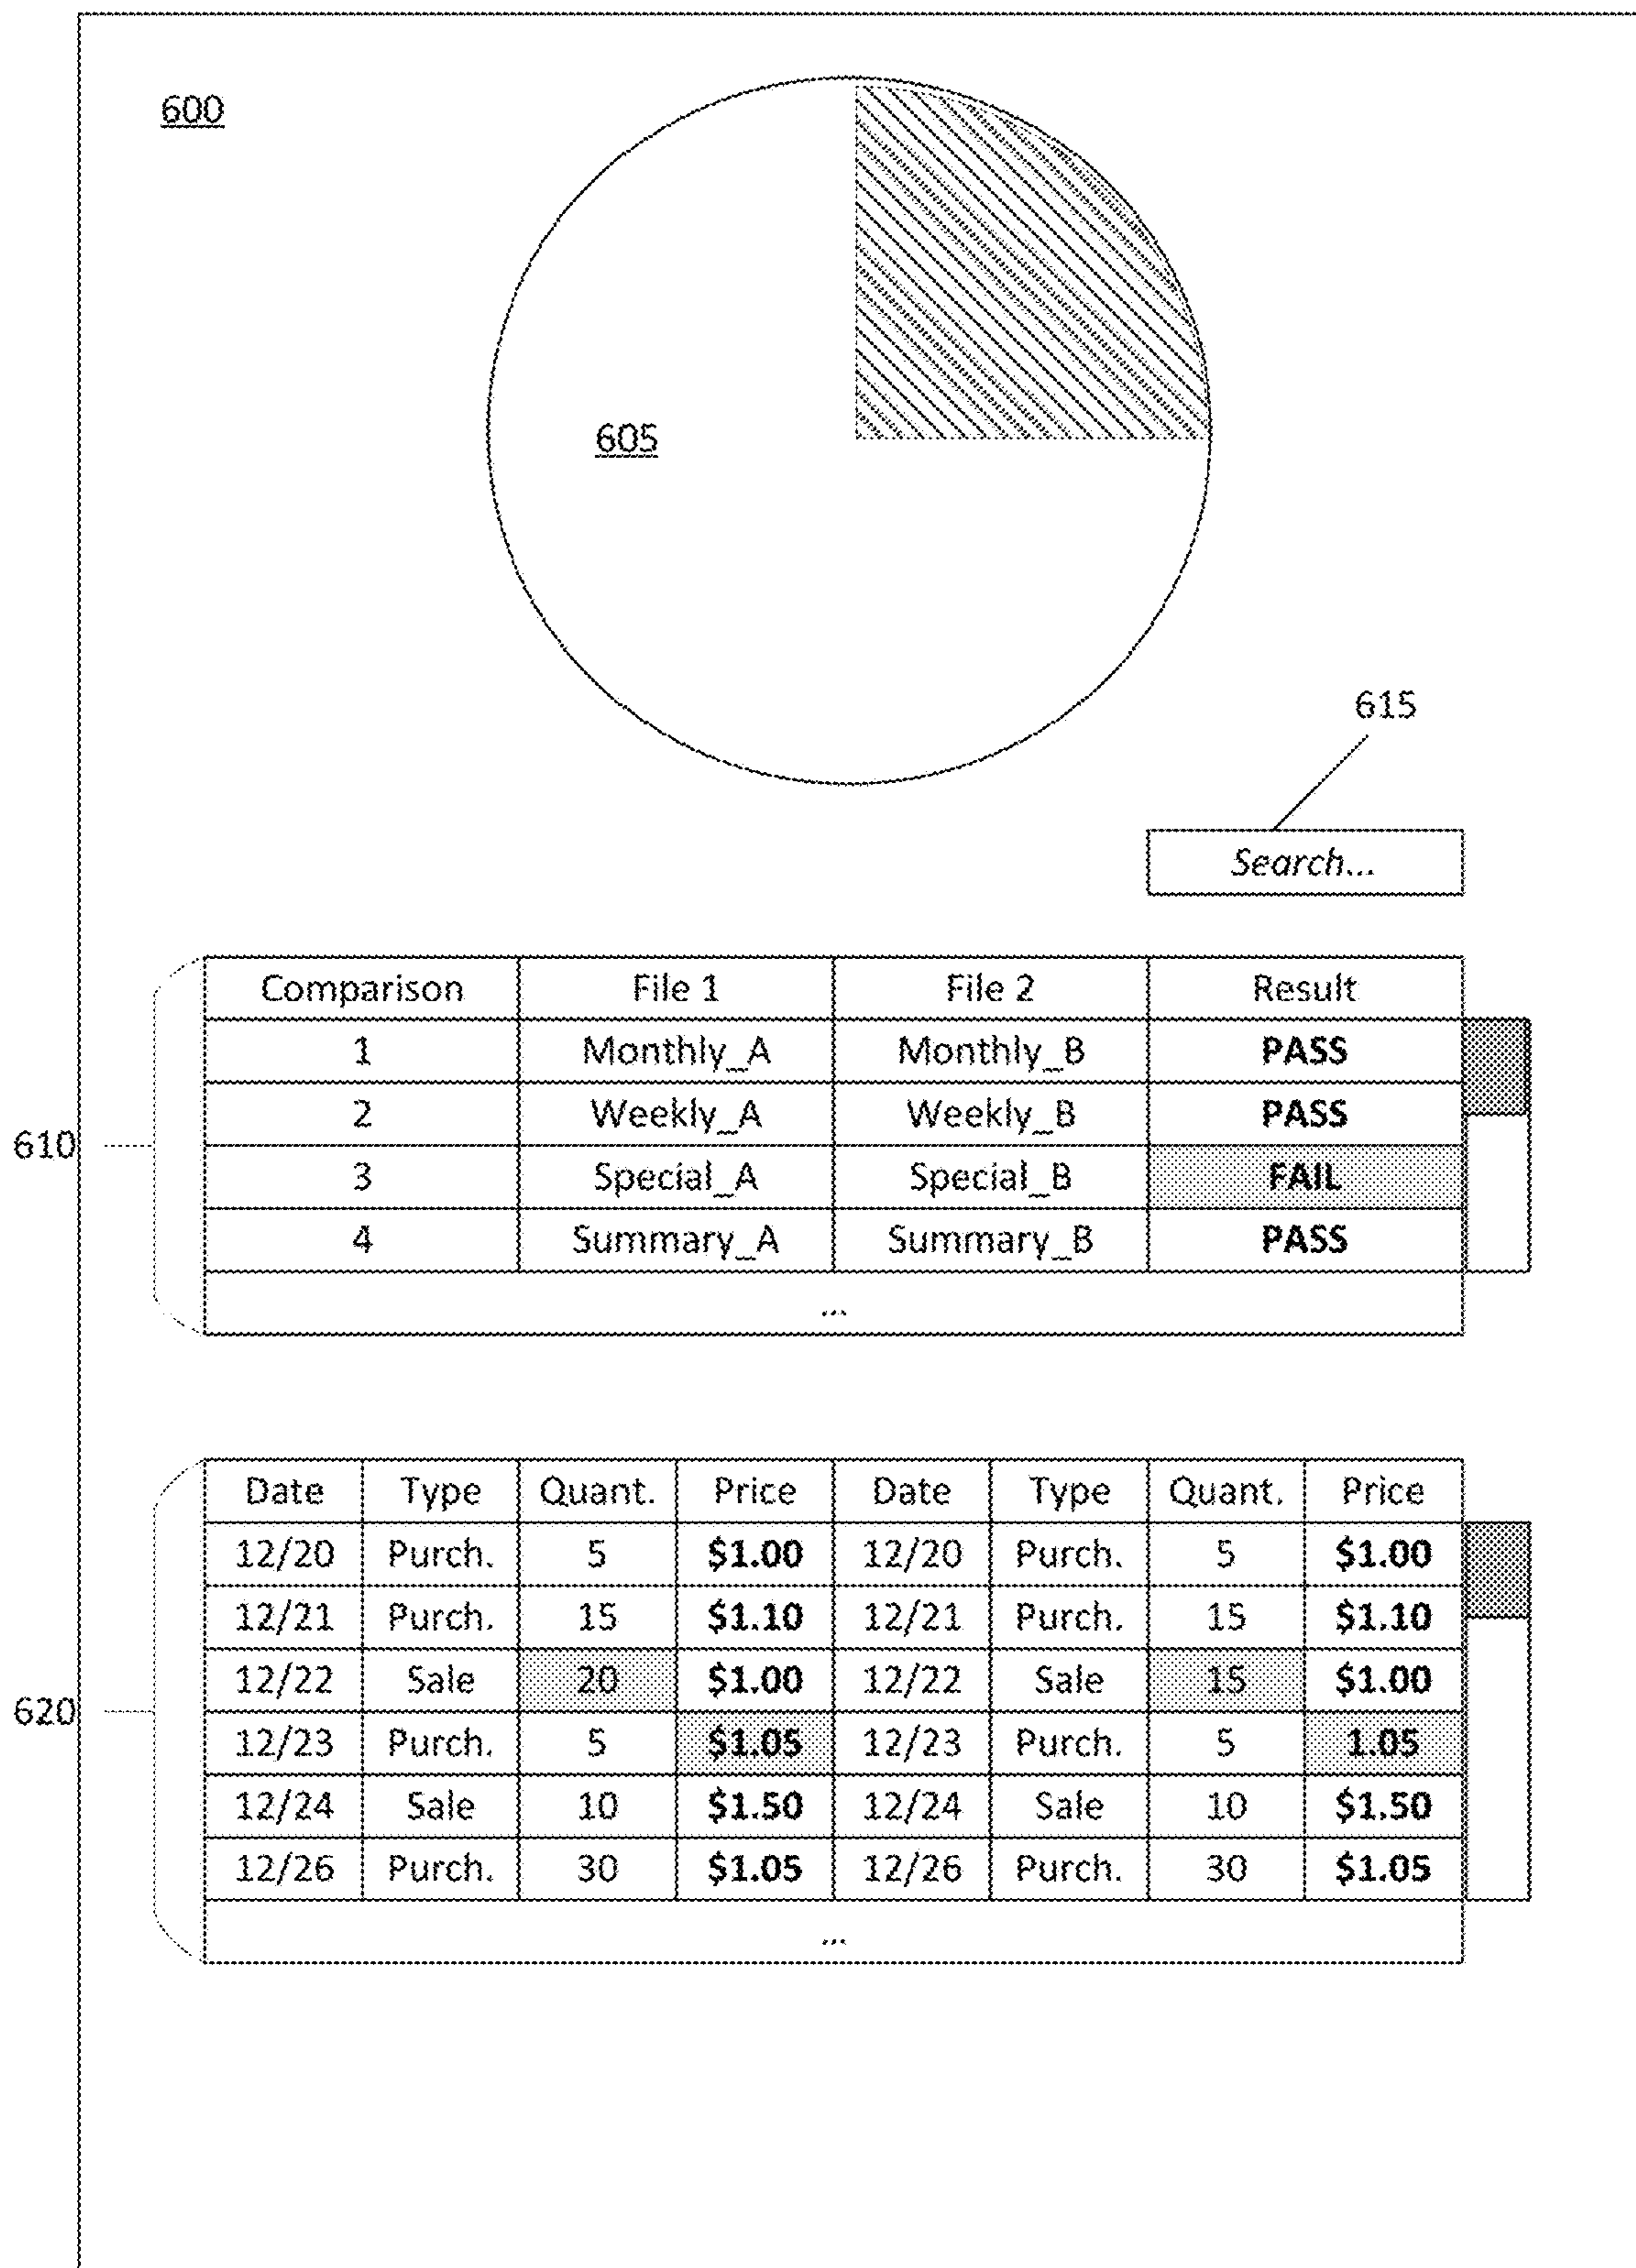 600
605
615
Search...
Comparison File 1 File 2 Result
1 Monthly_A Monthly_B PASS
2 Weekly_A Weekly_B PASS
610
3 Special_A Special_B FAIL
4 Summary_A Summary_B PASS
...
Date Type Quant. Price Date Type Quant. Price
12/20 Purch. 5 $1.00 12/20 Purch. 5 $1.00
12/21 Purch. 15 $1.10 12/21 Purch. 15 $1.10
12/22 Sale 20 $1.00 12/22 Sale 15 $1.00
620
12/23 Purch. 5 $1.05 12/23 Purch. 5 1.05
12/24 Sale 10 $1.50 12/24 Sale 10 $1.50
12/26 Purch. 30 $1.05 12/26 Purch. 30 $1.05
...